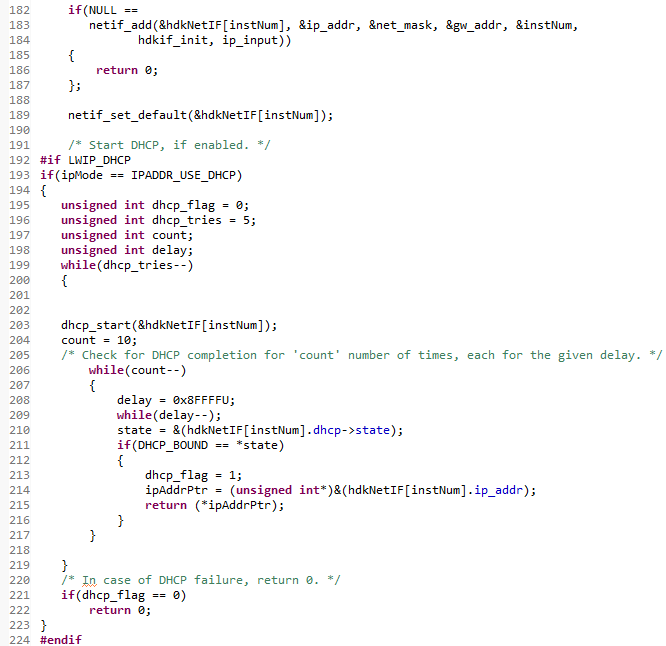 182     if(NULL ==
183        netif_add(&hdkNetIF[instNum], &ip_addr, &net_mask, &gw_addr, &instNum,
184               hdkif_init, ip_input))
185     {
186         return 0;
187     };
188
189     netif_set_default(&hdkNetIF[instNum]);
190
191     /* Start DHCP, if enabled. */
192 #if LWIP_DHCP
193 if(ipMode == IPADDR_USE_DHCP)
194 {
195    unsigned int dhcp_flag = 0;
196    unsigned int dhcp_tries = 5;
197    unsigned int count;
198    unsigned int delay;
199    while(dhcp_tries--)
200    {
201
202
203    dhcp_start(&hdkNetIF[instNum]);
204    count = 10;
205    /* Check for DHCP completion for 'count' number of times, each for the given delay. */
206        while(count--)
207        {
208            delay = 0x8FFFFU;
209            while(delay--);
210            state = &(hdkNetIF[instNum].dhcp->state);
211            if(DHCP_BOUND == *state)
212            {
213                dhcp_flag = 1;
214                ipAddrPtr = (unsigned int*)&(hdkNetIF[instNum].ip_addr);
215                return (*ipAddrPtr);
216            }
217        }
218
219    }
220    /* In case of DHCP failure, return 0. */
221    if(dhcp_flag == 0)
222        return 0;
223 }
224 #endif